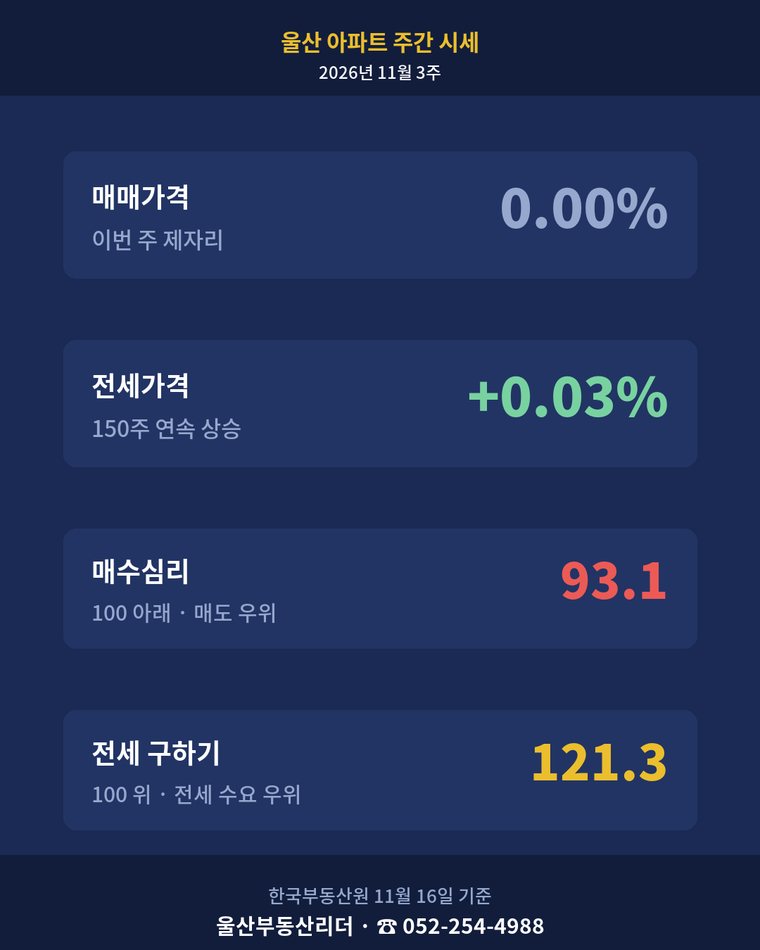 울산 아파트 주간 시세
2026년 11월 3주
매매가격
0.00%
이번 주 제자리
전세가격
+0.03%
150주 연속 상승
매수심리
93.1
100 아래 · 매도 우위
전세 구하기
121.3
100 위 · 전세 수요 우위
한국부동산원 11월 16일 기준
울산부동산리더 · ☎ 052-254-4988